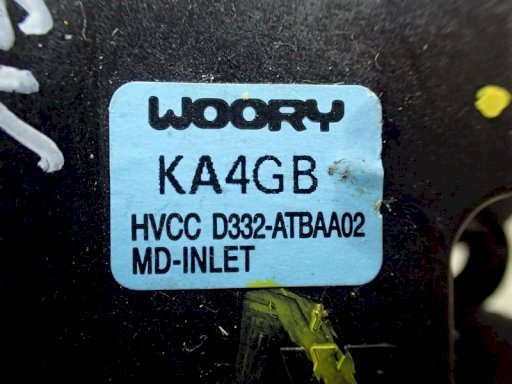 WOORY
KA4GB
HVCC D332-ATBAA02
MD-INLET